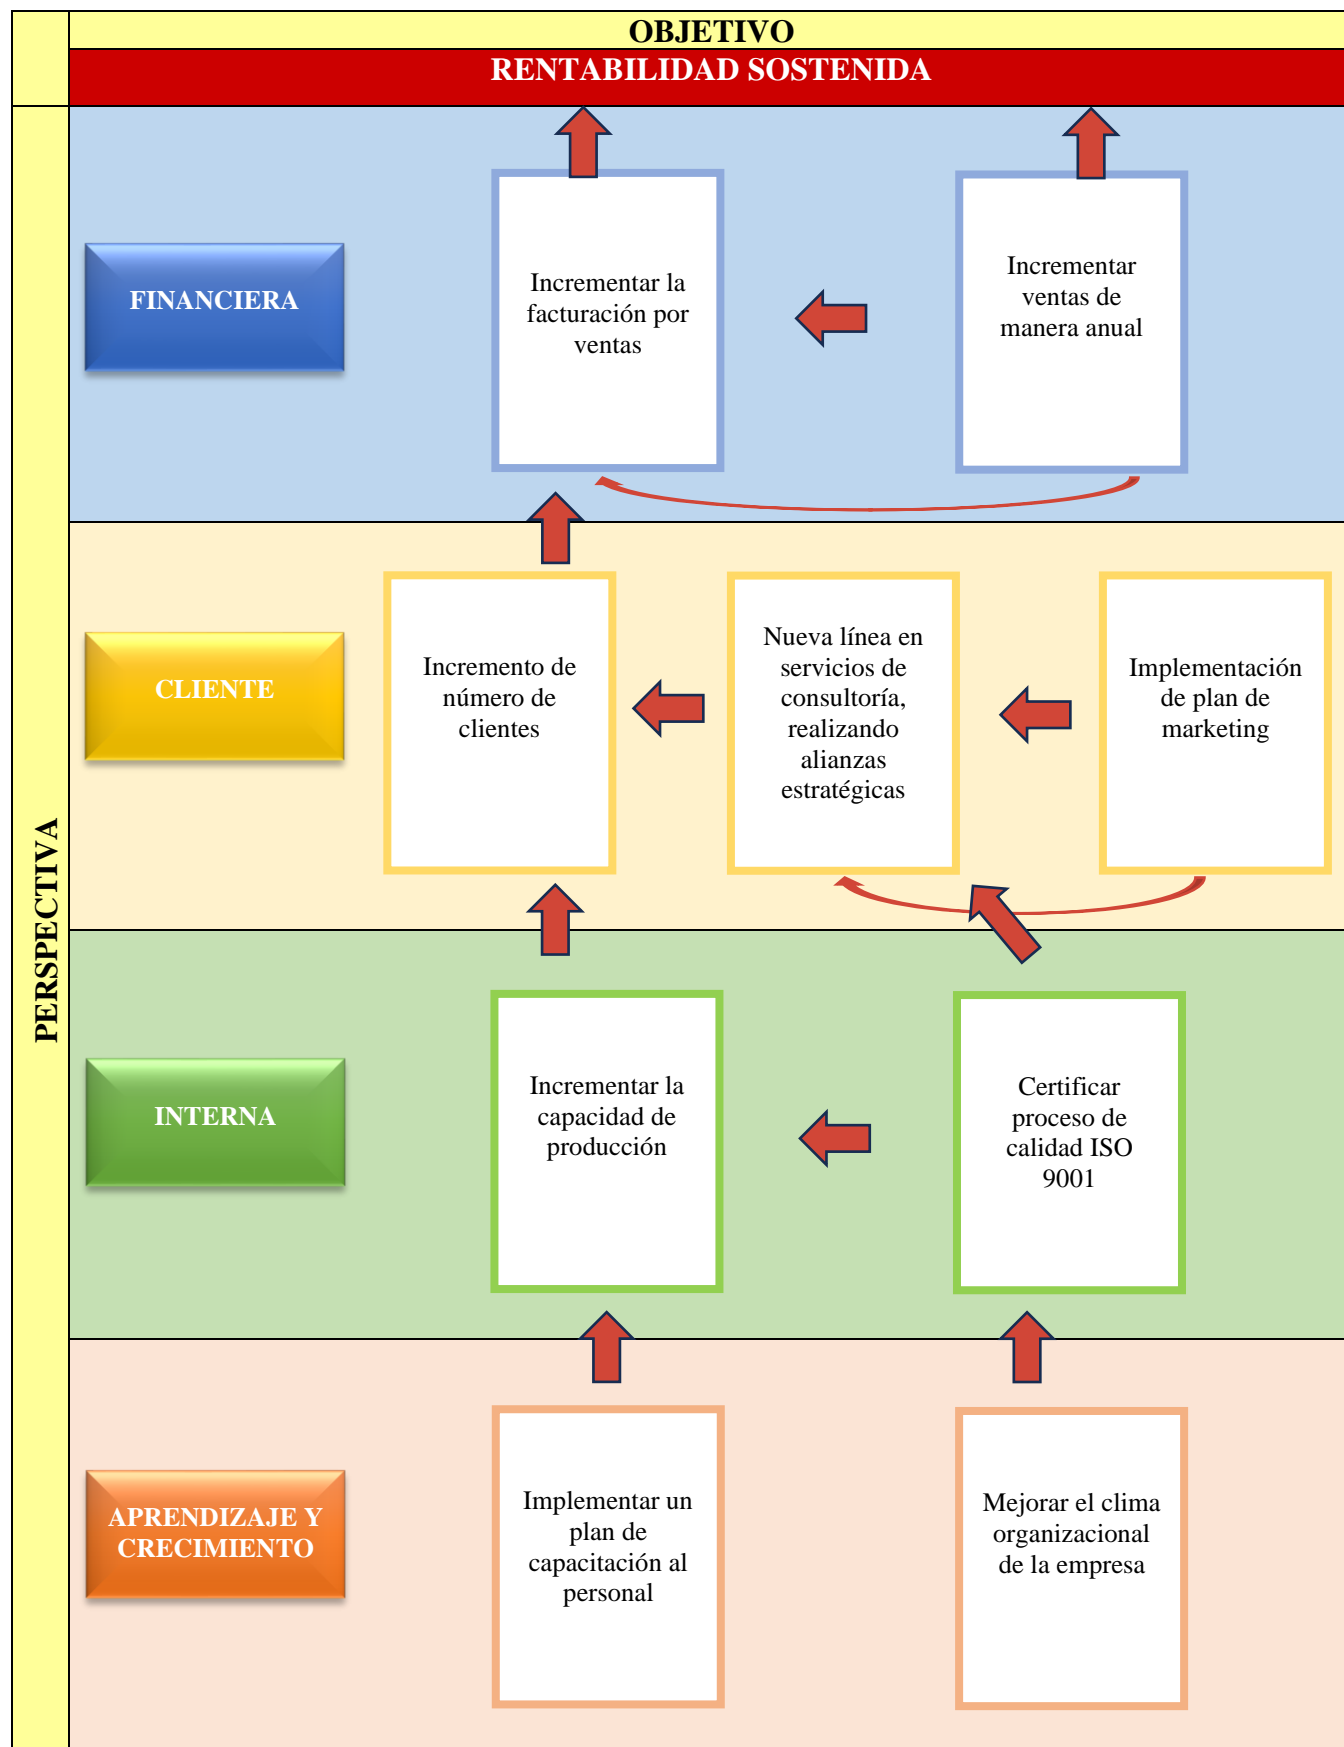 OBJETIVO
RENTABILIDAD SOSTENIDA
PERSPECTIVA
FINANCIERA
Incrementar la
facturación por
ventas
Incrementar
ventas de
manera anual
CLIENTE
Incremento de
número de
clientes
Nueva línea en
servicios de
consultoría,
realizando
alianzas
estratégicas
Implementación
de plan de
marketing
INTERNA
Incrementar la
capacidad de
producción
Certificar
proceso de
calidad ISO
9001
APRENDIZAJE Y
CRECIMIENTO
Implementar un
plan de
capacitación al
personal
Mejorar el clima
organizacional
de la empresa